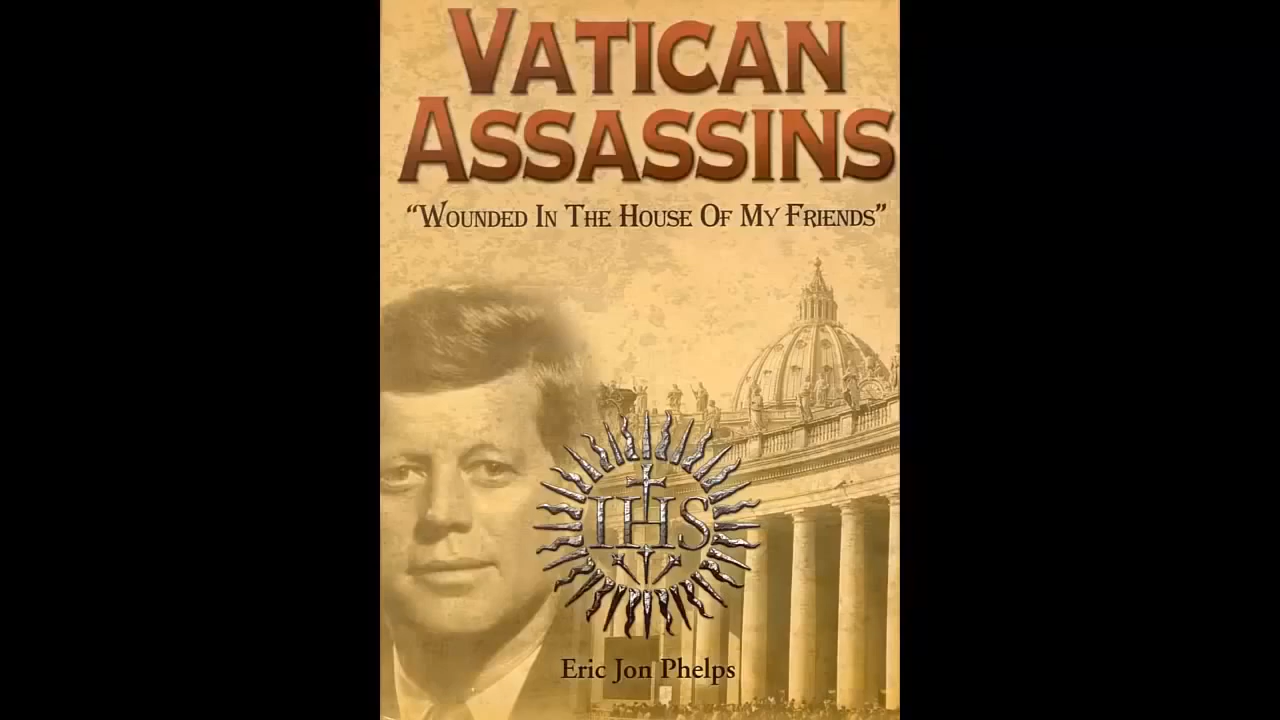 VATICAN
ASSASSINS
“WOUNDED IN THE HOUSE OF MY FRIENDS”
IHS
Eric Jon Phelps